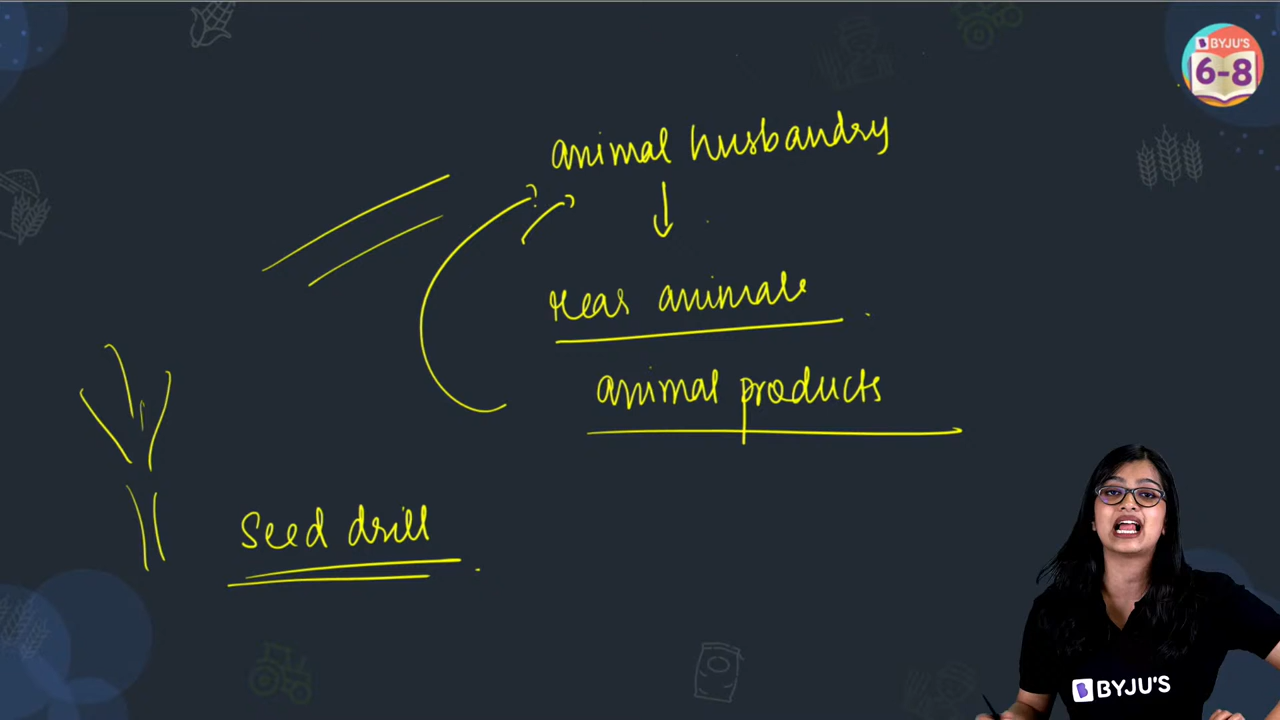 BYJU'S
6-8
animal husbandry
rear animals
animal products
seed drill
BYJU'S